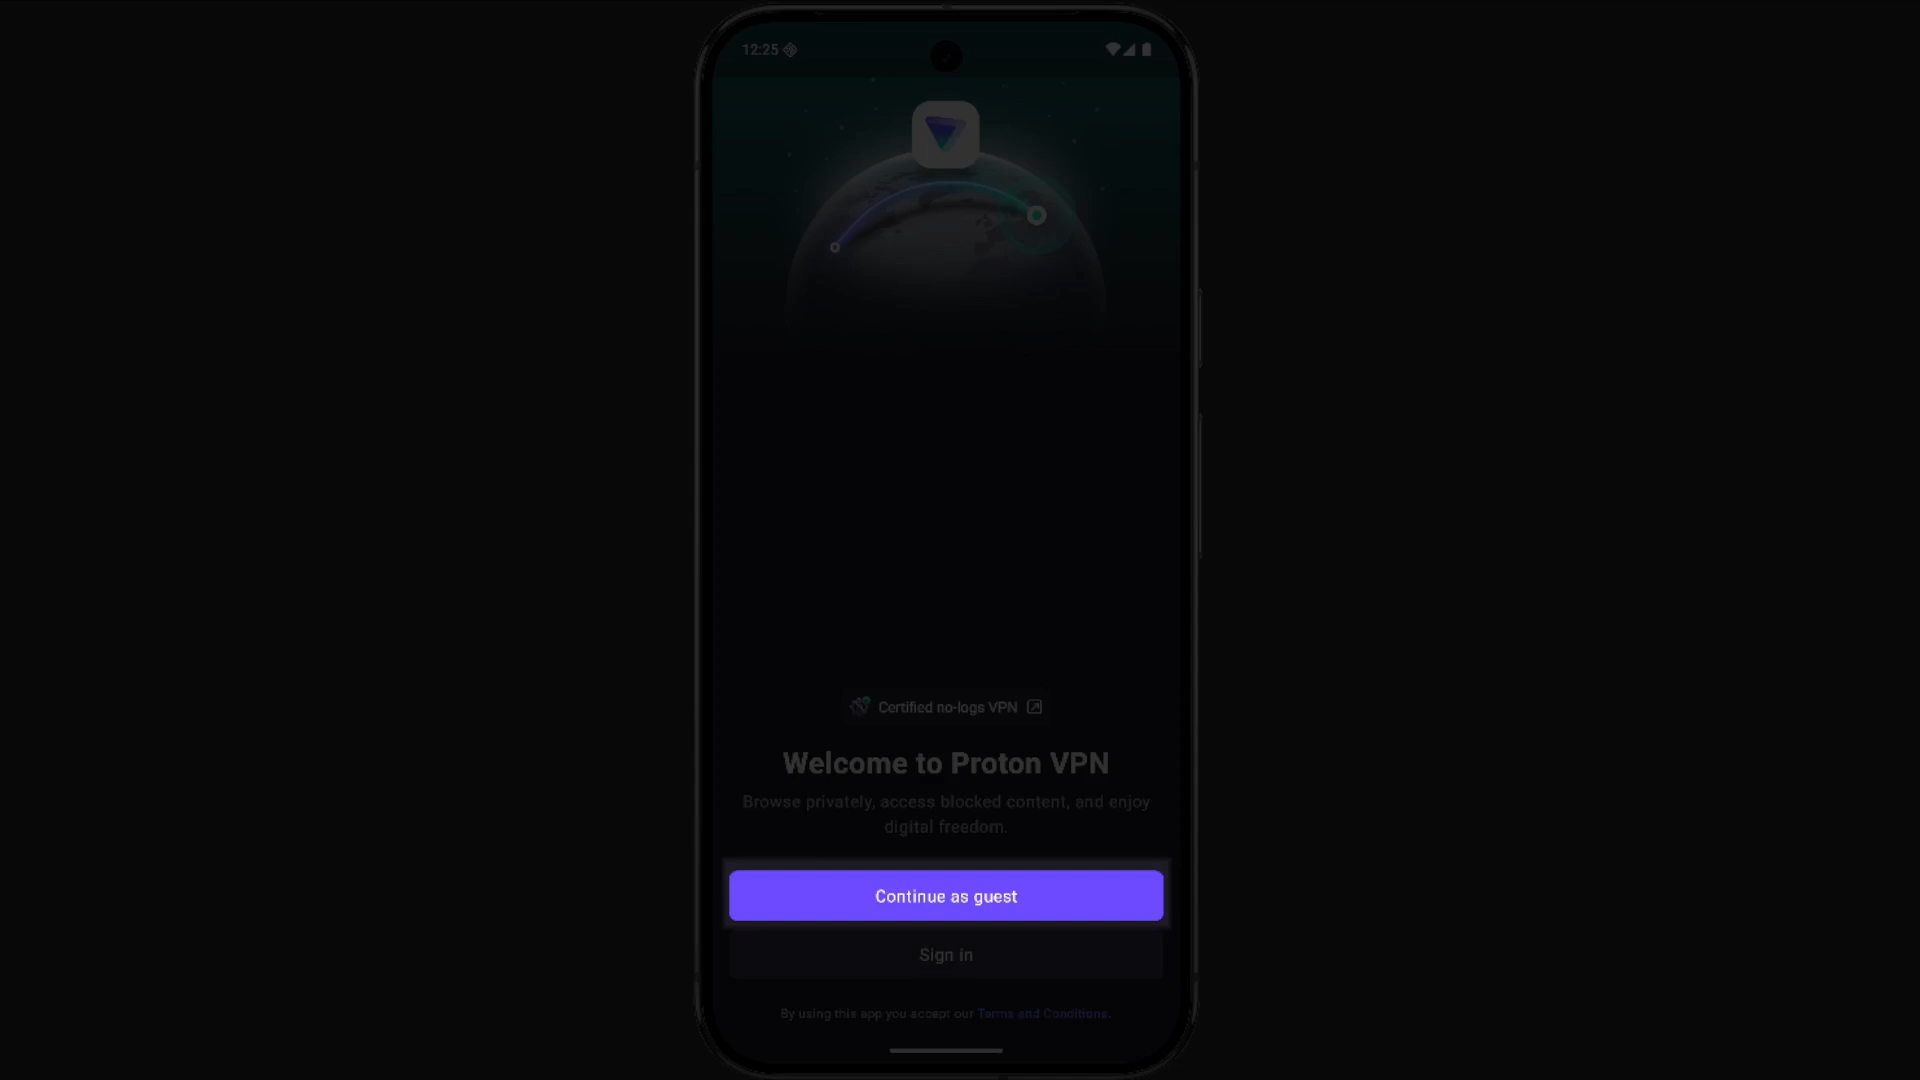 12:25
Certified no-logs VPN
Welcome to Proton VPN
Browse privately, access blocked content, and enjoy
digital freedom.
Continue as guest
Sign in
By using this app you accept our Terms and Conditions.